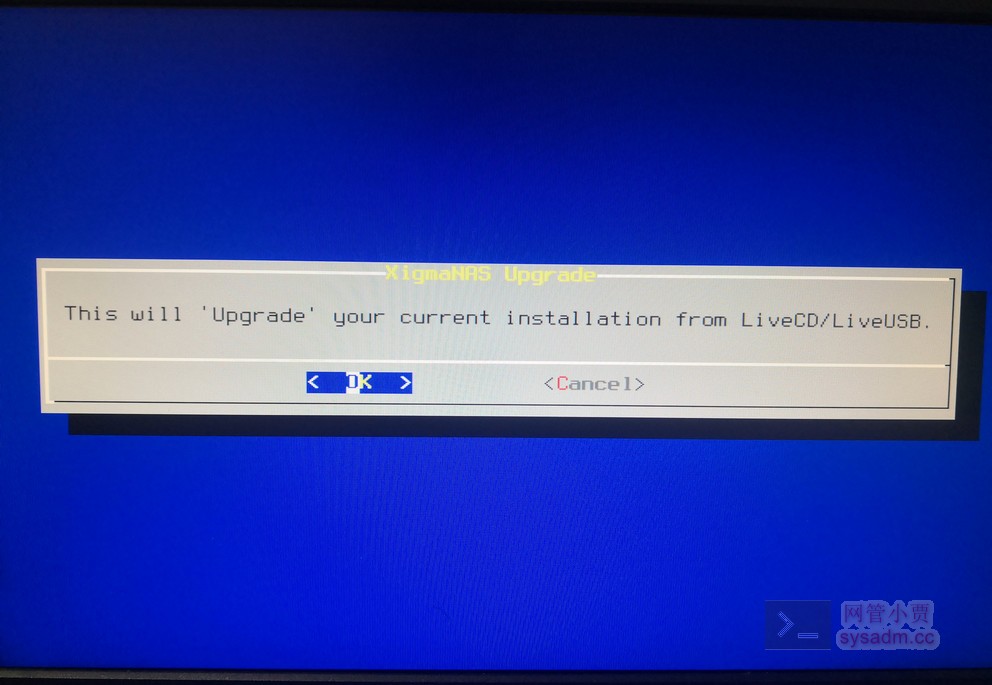 XigmaNAS Upgrade
This will 'Upgrade' your current installation from LiveCD/LiveUSB.
< OK > <Cancel>
>_ 网管小贾
sysadm.cc